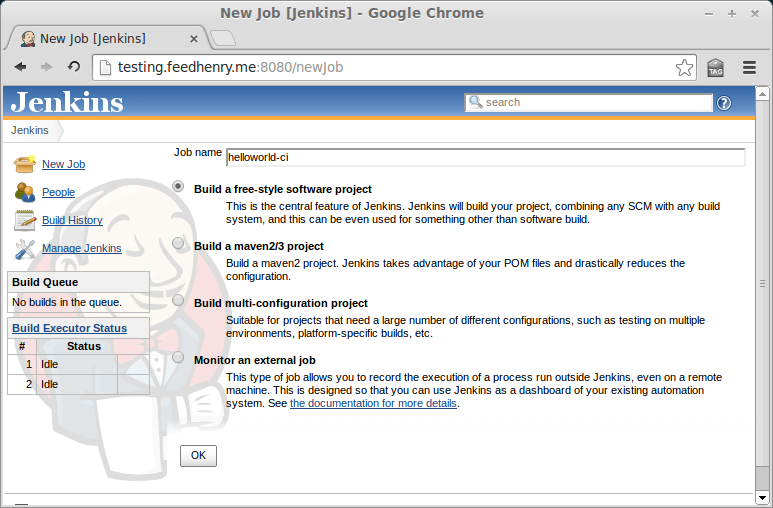 New Job [Jenkins] - Google Chrome
New Job [Jenkins]
testing.feedhenry.me:8080/newJob
TAG
Jenkins
search
?
Jenkins
New Job
People
Build History
Manage Jenkins
Build Queue
No builds in the queue.
Build Executor Status
# Status
1 Idle
2 Idle
Job name helloworld-ci
Build a free-style software project
This is the central feature of Jenkins. Jenkins will build your project, combining any SCM with any build
system, and this can be even used for something other than software build.
Build a maven2/3 project
Build a maven2 project. Jenkins takes advantage of your POM files and drastically reduces the
configuration.
Build multi-configuration project
Suitable for projects that need a large number of different configurations, such as testing on multiple
environments, platform-specific builds, etc.
Monitor an external job
This type of job allows you to record the execution of a process run outside Jenkins, even on a remote
machine. This is designed so that you can use Jenkins as a dashboard of your existing automation
system. See the documentation for more details.
OK